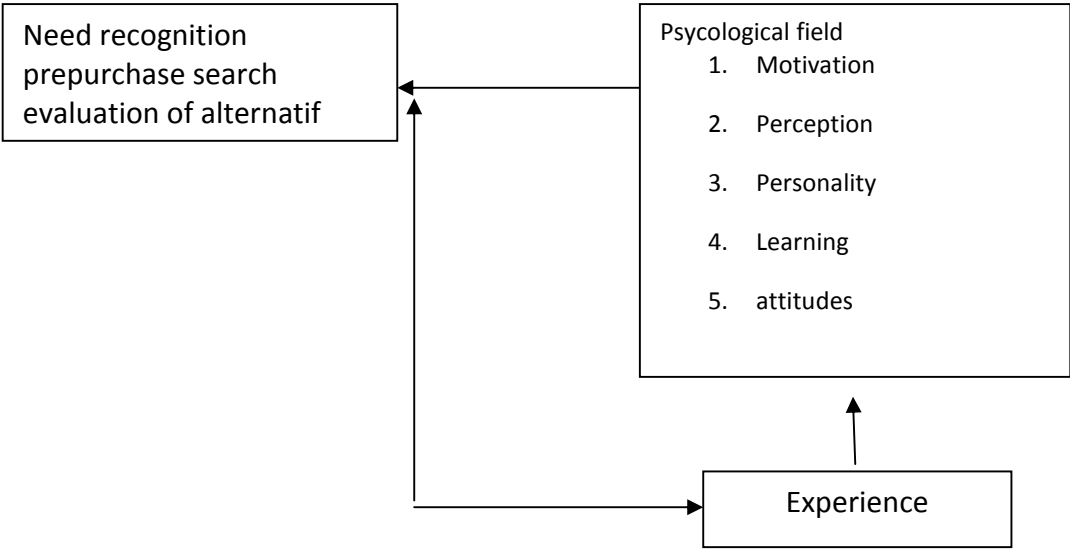 Need recognition
prepurchase search
evaluation of alternatif
Psycological field
1. Motivation
2. Perception
3. Personality
4. Learning
5. attitudes
Experience